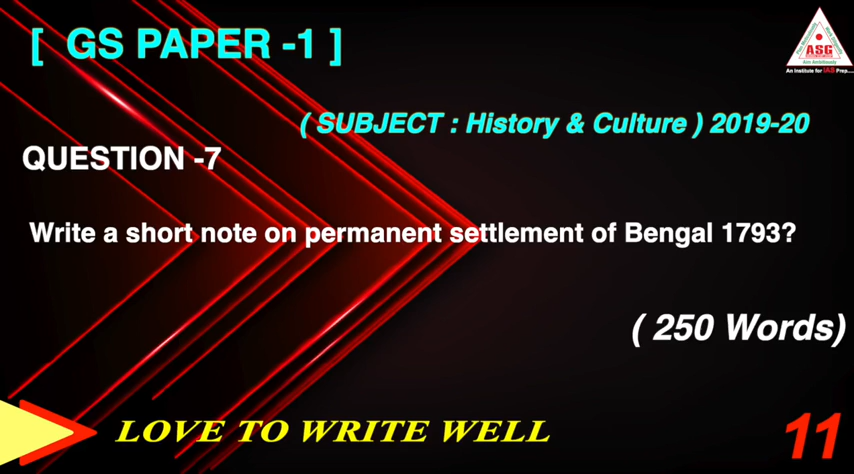 [ GS PAPER -1 ]
ASG
Aim Ambitiously
An Institute for IAS Prep....
( SUBJECT : History & Culture ) 2019-20
QUESTION -7
Write a short note on permanent settlement of Bengal 1793?
( 250 Words)
LOVE TO WRITE WELL
11